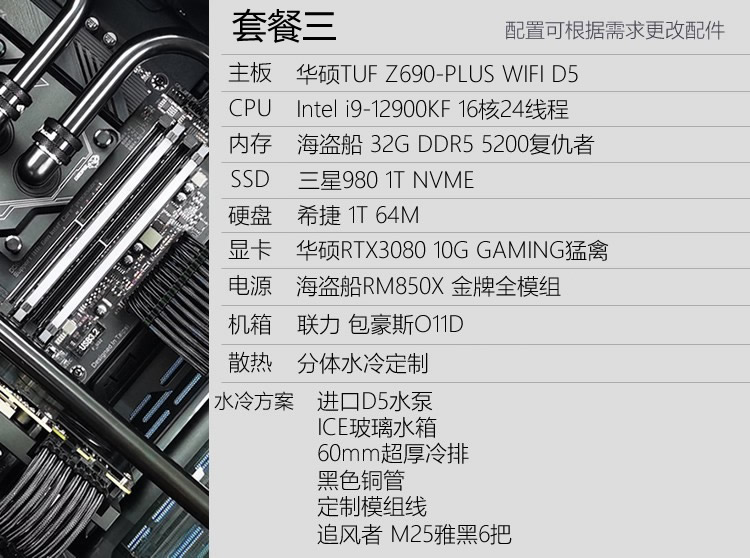 套餐三
配置可根据需求更改配件
主板 华硕TUF Z690-PLUS WIFI D5
CPU Intel i9-12900KF 16核24线程
内存 海盗船 32G DDR5 5200复仇者
SSD 三星980 1T NVME
硬盘 希捷 1T 64M
显卡 华硕RTX3080 10G GAMING猛禽
电源 海盗船RM850X 金牌全模组
机箱 联力 包豪斯O11D
散热 分体水冷定制
水冷方案 进口D5水泵
ICE玻璃水箱
60mm超厚冷排
黑色铜管
定制模组线
追风者 M25雅黑6把